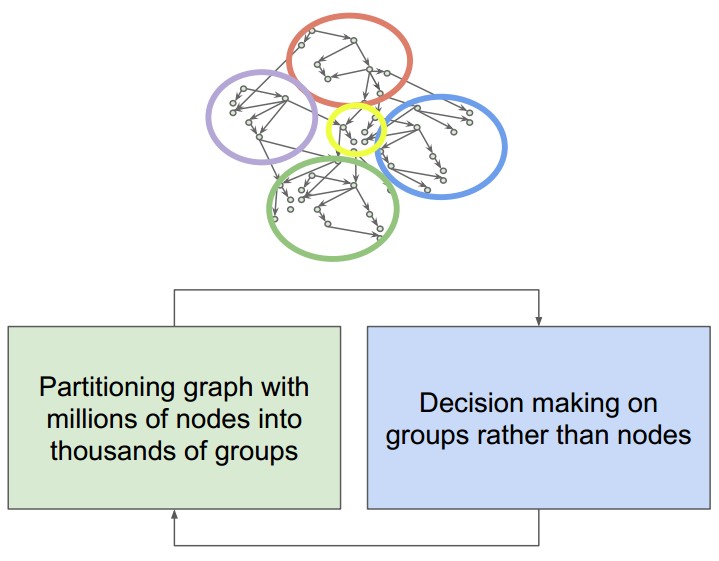 Partitioning graph with
millions of nodes into
thousands of groups
Decision making on
groups rather than nodes